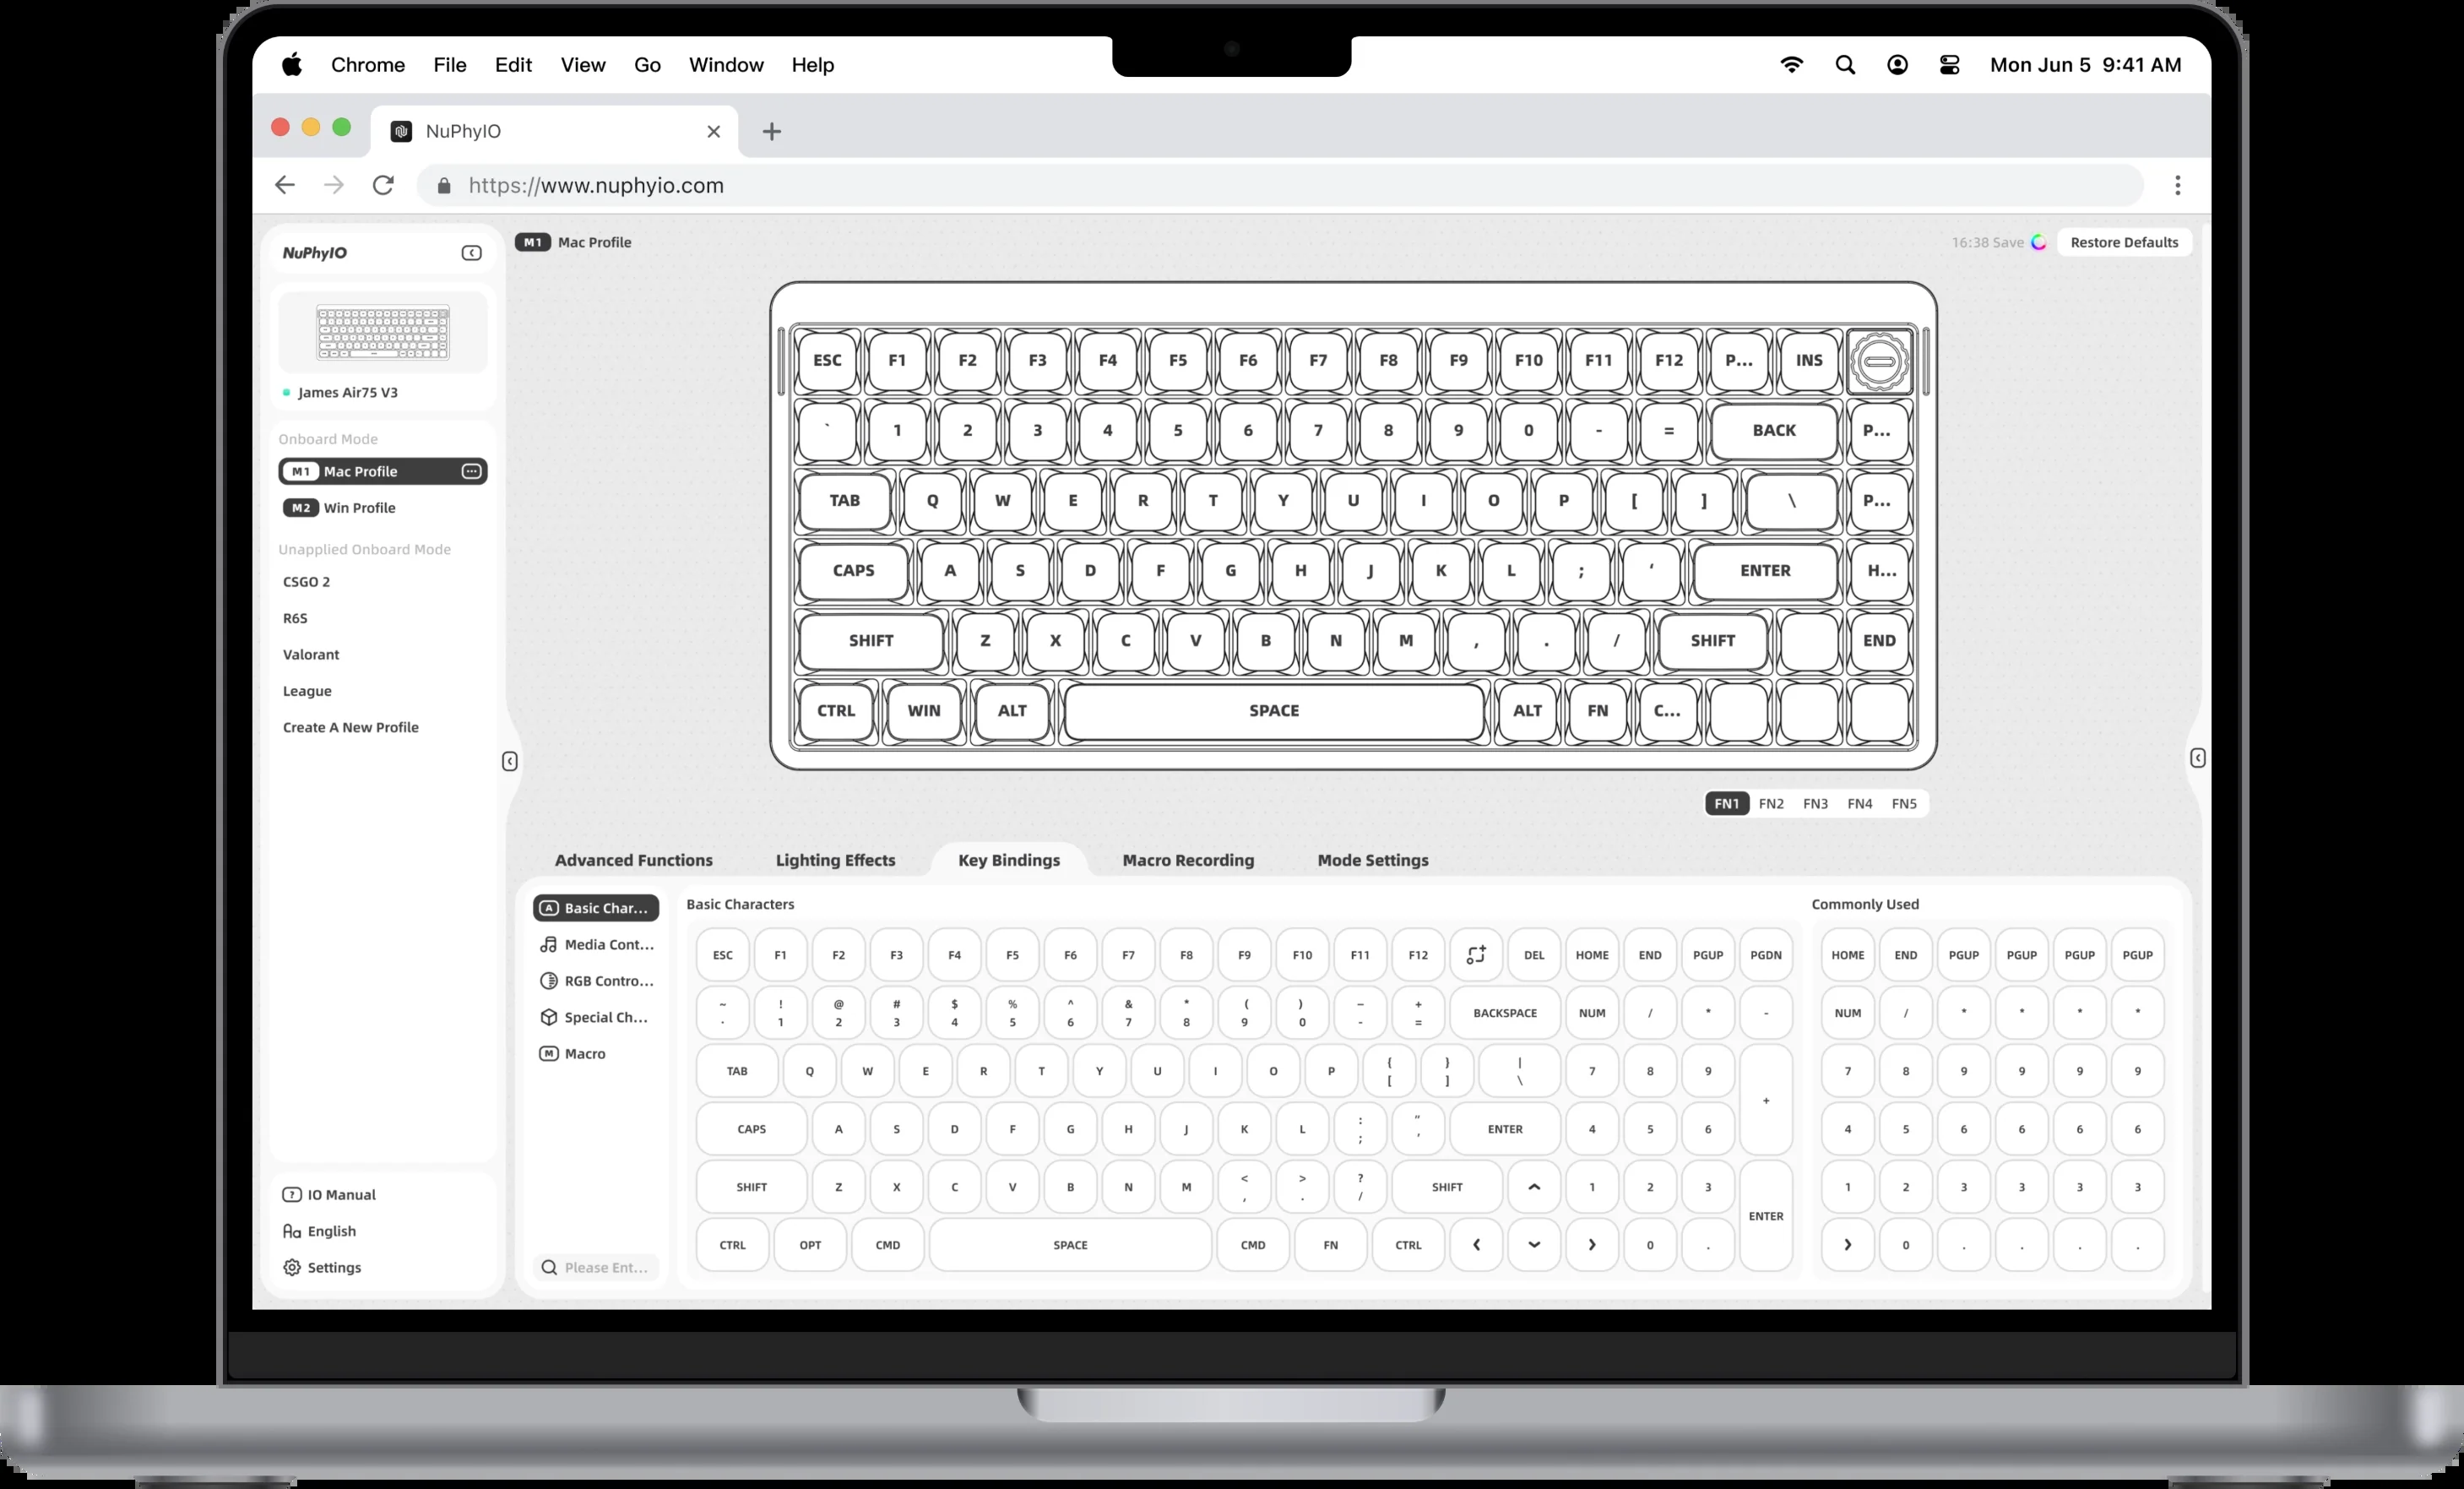 Chrome File Edit View Go Window Help
Mon Jun 5 9:41 AM
NuPhyIO
https://www.nuphyio.com
NuPhyIO
James Air75 V3
Onboard Mode
M1 Mac Profile
M2 Win Profile
Unapplied Onboard Mode
CSGO 2
R6S
Valorant
League
Create A New Profile
? IO Manual
Aa English
Settings
M1 Mac Profile
16:38 Save
Restore Defaults
ESC F1 F2 F3 F4 F5 F6 F7 F8 F9 F10 F11 F12 P... INS
` 1 2 3 4 5 6 7 8 9 0 - = BACK P...
TAB Q W E R T Y U I O P [ ] \ P...
CAPS A S D F G H J K L ; ‘ ENTER H...
SHIFT Z X C V B N M , . / SHIFT END
CTRL WIN ALT SPACE ALT FN C...
FN1 FN2 FN3 FN4 FN5
Advanced Functions Lighting Effects Key Bindings Macro Recording Mode Settings
A Basic Char...
Media Cont...
RGB Contro...
Special Ch...
M Macro
Please Ent...
Basic Characters
ESC F1 F2 F3 F4 F5 F6 F7 F8 F9 F10 F11 F12 DEL HOME END PGUP PGDN
~ ! @ # $ % ^ & * ( ) – +
· 1 2 3 4 5 6 7 8 9 0 - = BACKSPACE NUM / * -
TAB Q W E R T Y U I O P { [ } ] | \ 7 8 9 +
CAPS A S D F G H J K L : ; ” ’ ENTER 4 5 6
SHIFT Z X C V B N M < , > . ? / SHIFT 1 2 3 ENTER
CTRL OPT CMD SPACE CMD FN CTRL 0 .
Commonly Used
HOME END PGUP PGUP PGUP PGUP
NUM / * * * *
7 8 9 9 9 9
4 5 6 6 6 6
1 2 3 3 3 3
0 . . . .